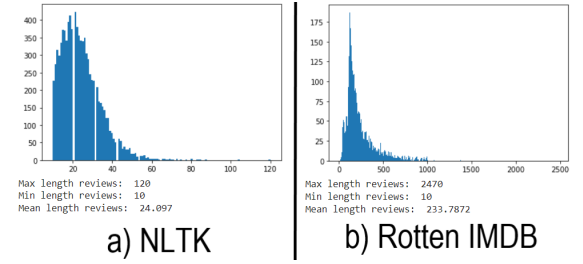 400
350
300
250
200
150
100
50
0
20 40 60 80 100 120
Max length reviews: 120
Min length reviews: 10
Mean length reviews: 24.097
a) NLTK
175
150
125
100
75
50
25
0
0 500 1000 1500 2000 2500
Max length reviews: 2470
Min length reviews: 10
Mean length reviews: 233.7872
b) Rotten IMDB